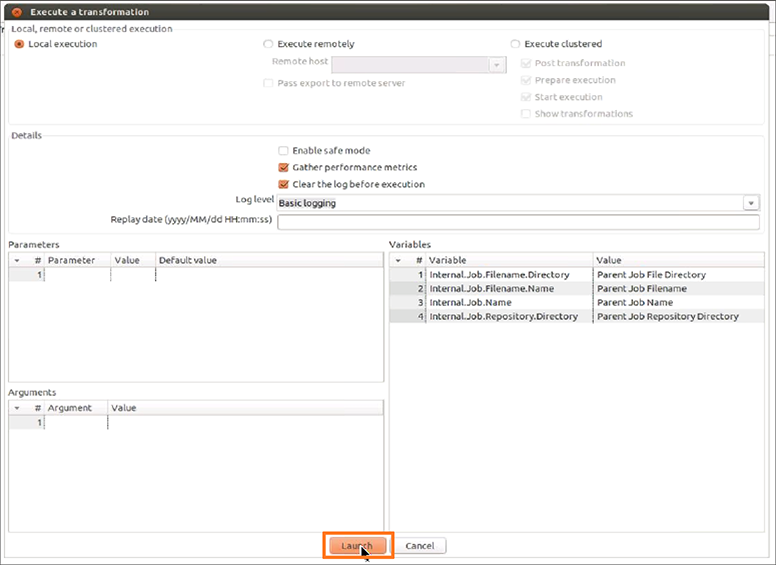 Execute a transformation
Local, remote or clustered execution
Local execution
Execute remotely
Execute clustered
Remote host
Post transformation
Pass export to remote server
Prepare execution
Start execution
Show transformations
Details
Enable safe mode
Gather performance metrics
Clear the log before execution
Log level Basic logging
Replay date (yyyy/MM/dd HH:mm:ss)
Parameters
# Parameter Value Default value
1
Variables
# Variable Value
1 Internal.Job.Filename.Directory Parent Job File Directory
2 Internal.Job.Filename.Name Parent Job Filename
3 Internal.Job.Name Parent Job Name
4 Internal.Job.Repository.Directory Parent Job Repository Directory
Arguments
# Argument Value
1
Launch Cancel